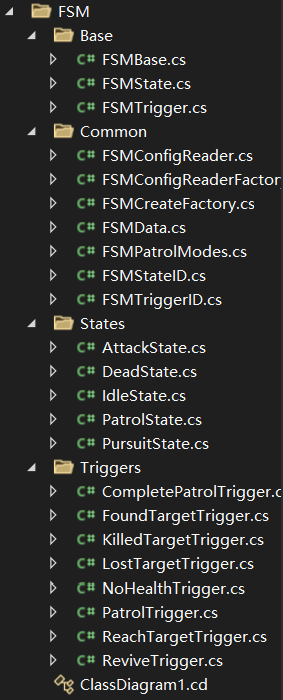 FSM
Base
C# FSMBase.cs
C# FSMState.cs
C# FSMTrigger.cs
Common
C# FSMConfigReader.cs
C# FSMConfigReaderFactor
C# FSMCreateFactory.cs
C# FSMData.cs
C# FSMPatrolModes.cs
C# FSMStateID.cs
C# FSMTriggerID.cs
States
C# AttackState.cs
C# DeadState.cs
C# IdleState.cs
C# PatrolState.cs
C# PursuitState.cs
Triggers
C# CompletePatrolTrigger.c
C# FoundTargetTrigger.cs
C# KilledTargetTrigger.cs
C# LostTargetTrigger.cs
C# NoHealthTrigger.cs
C# PatrolTrigger.cs
C# ReachTargetTrigger.cs
C# ReviveTrigger.cs
ClassDiagram1.cd